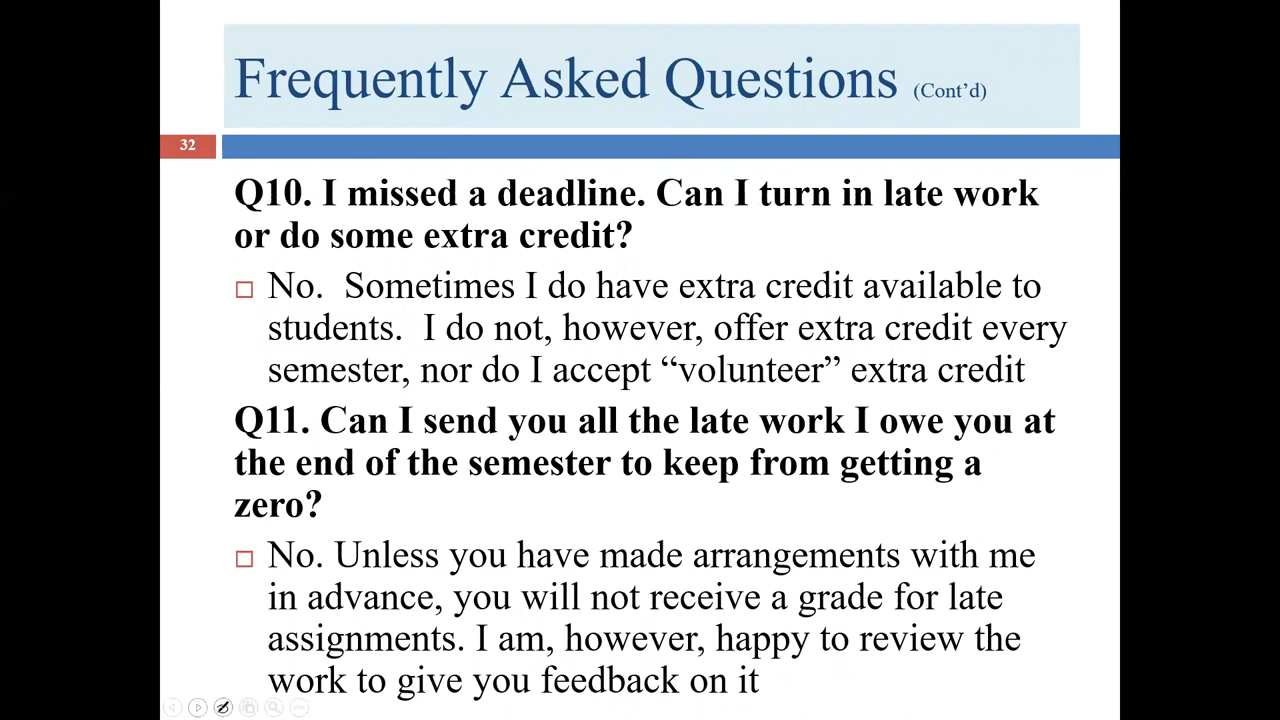 Frequently Asked Questions (Cont’d)
32
Q10. I missed a deadline. Can I turn in late work
or do some extra credit?
No.  Sometimes I do have extra credit available to
students.  I do not, however, offer extra credit every
semester, nor do I accept “volunteer” extra credit
Q11. Can I send you all the late work I owe you at
the end of the semester to keep from getting a
zero?
No. Unless you have made arrangements with me
in advance, you will not receive a grade for late
assignments. I am, however, happy to review the
work to give you feedback on it